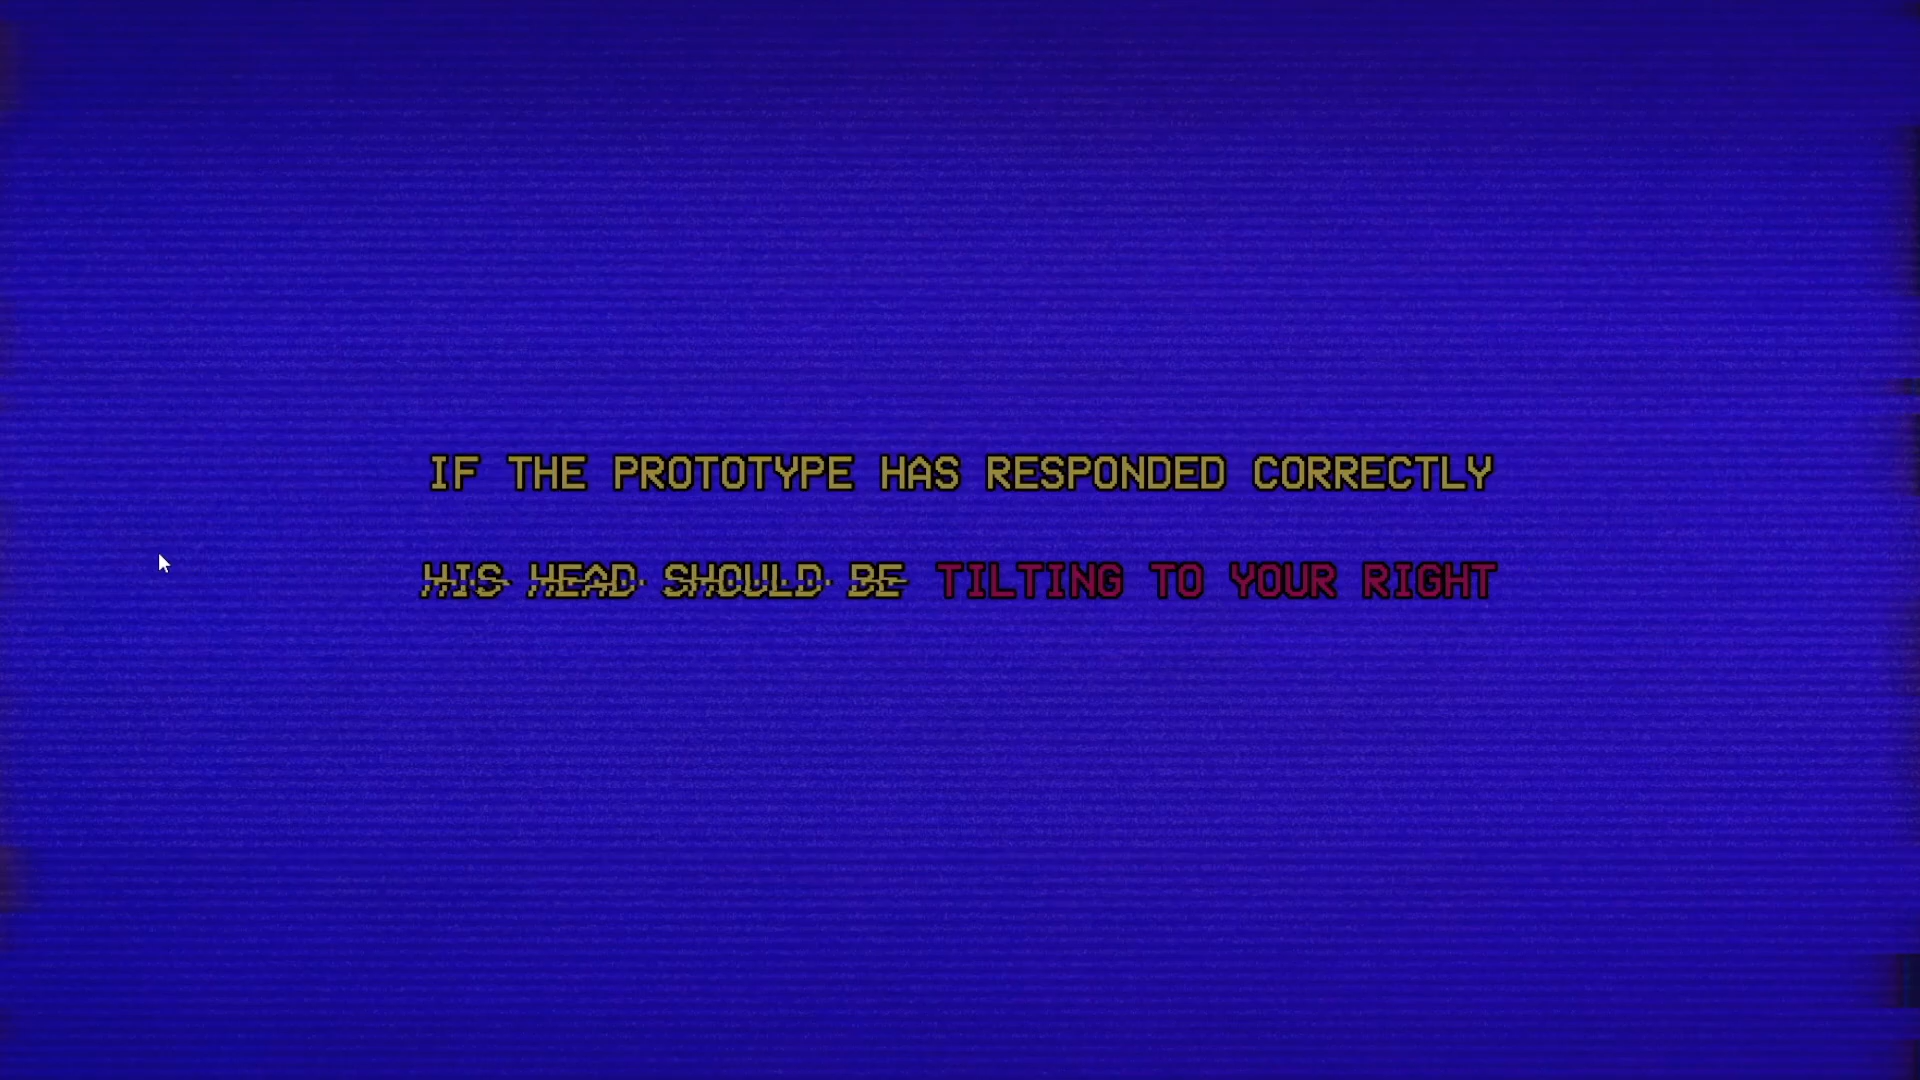 IF THE PROTOTYPE HAS RESPONDED CORRECTLY
HIS HEAD SHOULD BE TILTING TO YOUR RIGHT